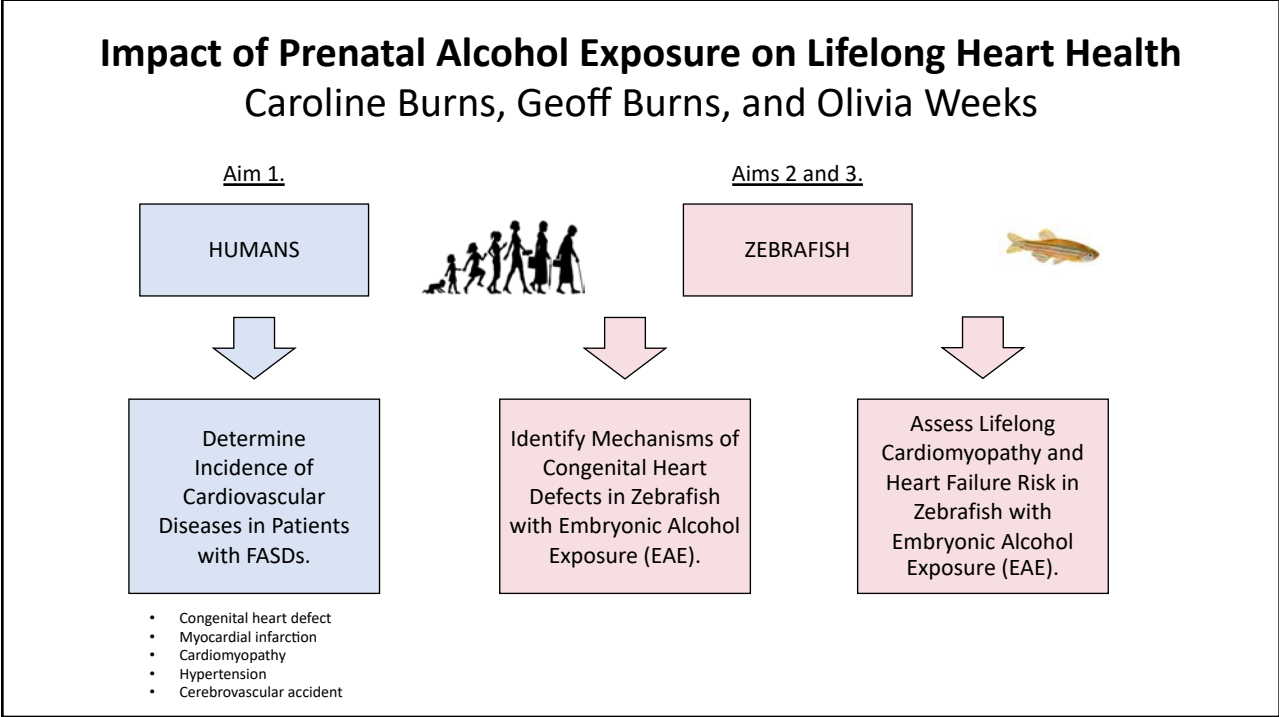 Impact of Prenatal Alcohol Exposure on Lifelong Heart Health
Caroline Burns, Geoff Burns, and Olivia Weeks
Aim 1.
HUMANS
Determine
Incidence of
Cardiovascular
Diseases in Patients
with FASDs.
• Congenital heart defect
• Myocardial infarction
• Cardiomyopathy
• Hypertension
• Cerebrovascular accident
Aims 2 and 3.
ZEBRAFISH
Identify Mechanisms of
Congenital Heart
Defects in Zebrafish
with Embryonic Alcohol
Exposure (EAE).
Assess Lifelong
Cardiomyopathy and
Heart Failure Risk in
Zebrafish with
Embryonic Alcohol
Exposure (EAE).